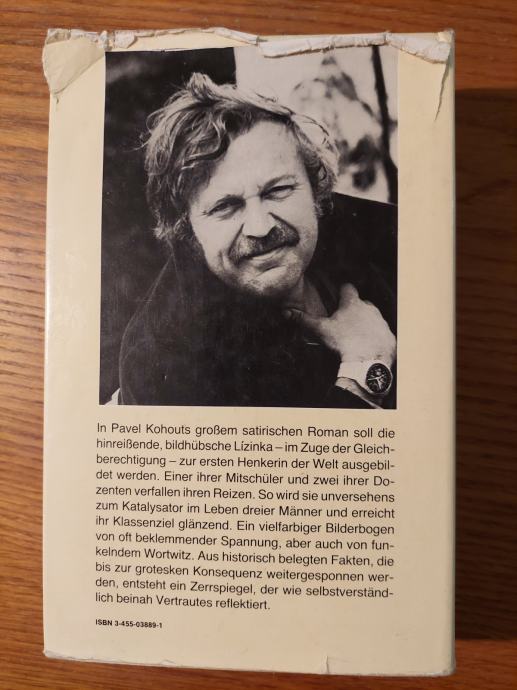 In Pavel Kohouts großem satirischen Roman soll die
hinreißende, bildhübsche Lízinka – im Zuge der Gleich-
berechtigung – zur ersten Henkerin der Welt ausgebil-
det werden. Einer ihrer Mitschüler und zwei ihrer Do-
zenten verfallen ihren Reizen. So wird sie unversehens
zum Katalysator im Leben dreier Männer und erreicht
ihr Klassenziel glänzend. Ein vielfarbiger Bilderbogen
von oft beklemmender Spannung, aber auch von fun-
kelndem Wortwitz. Aus historisch belegten Fakten, die
bis zur grotesken Konsequenz weitergesponnen wer-
den, entsteht ein Zerrspiegel, der wie selbstverständ-
lich beinah Vertrautes reflektiert.
ISBN 3-455-03889-1